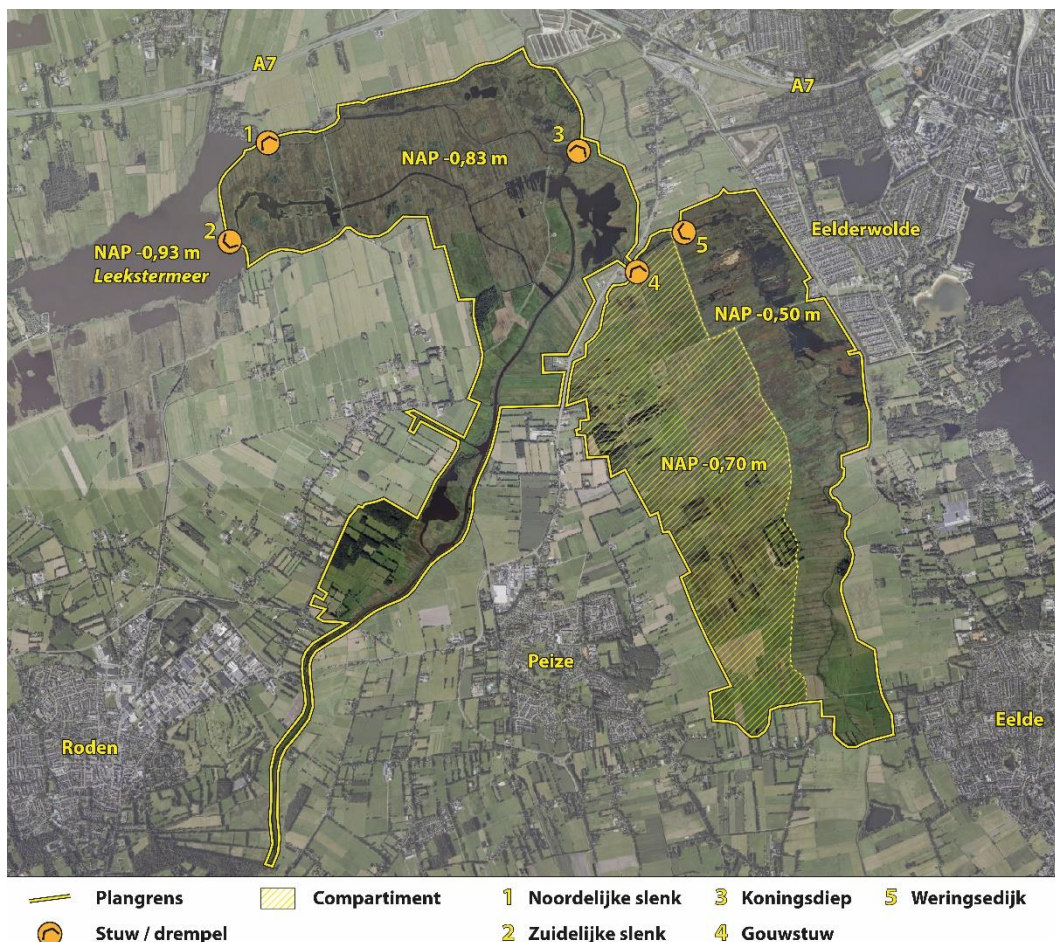 A7
A7
1
3
NAP -0,83 m
2
5
Eelderwolde
NAP -0,93 m
Leekstermeer
4
NAP -0,50 m
NAP -0,70 m
Peize
Roden
Eelde
Plangrens
Compartiment
1 Noordelijke slenk
3 Koningsdiep
5 Weringsedijk
Stuw / drempel
2 Zuidelijke slenk
4 Gouwstuw